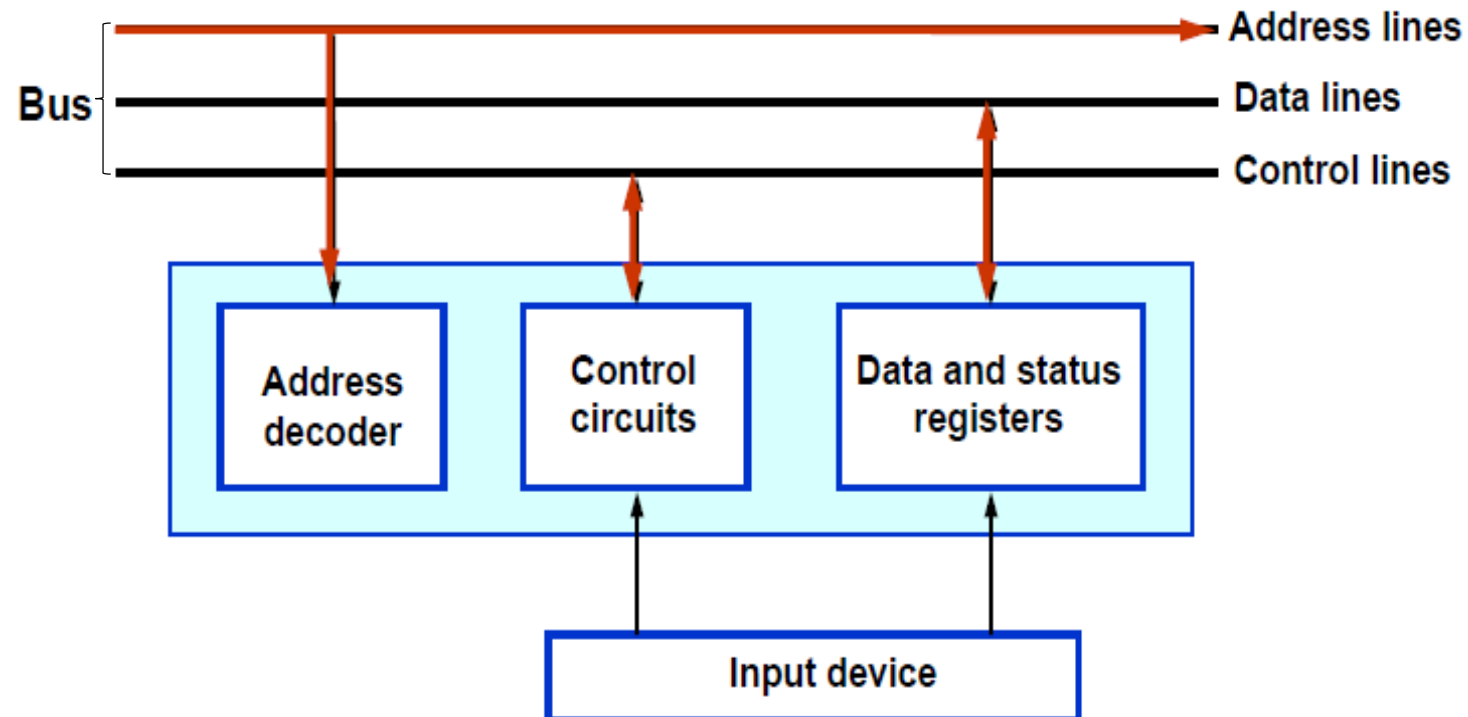 Address lines
Data lines
Bus
Control lines
Address
decoder
Control
circuits
Data and status
registers
Input device